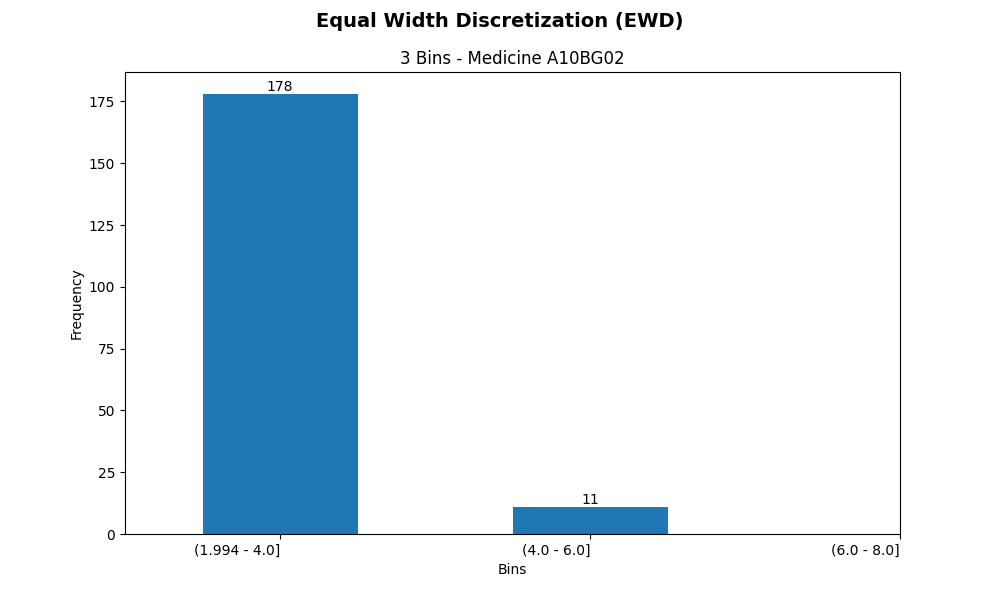 Equal Width Discretization (EWD)
3 Bins - Medicine A10BG02
178
175
150
125
100
75
50
25
0
11
Frequency
(1.994 - 4.0]
(4.0 - 6.0]
(6.0 - 8.0]
Bins